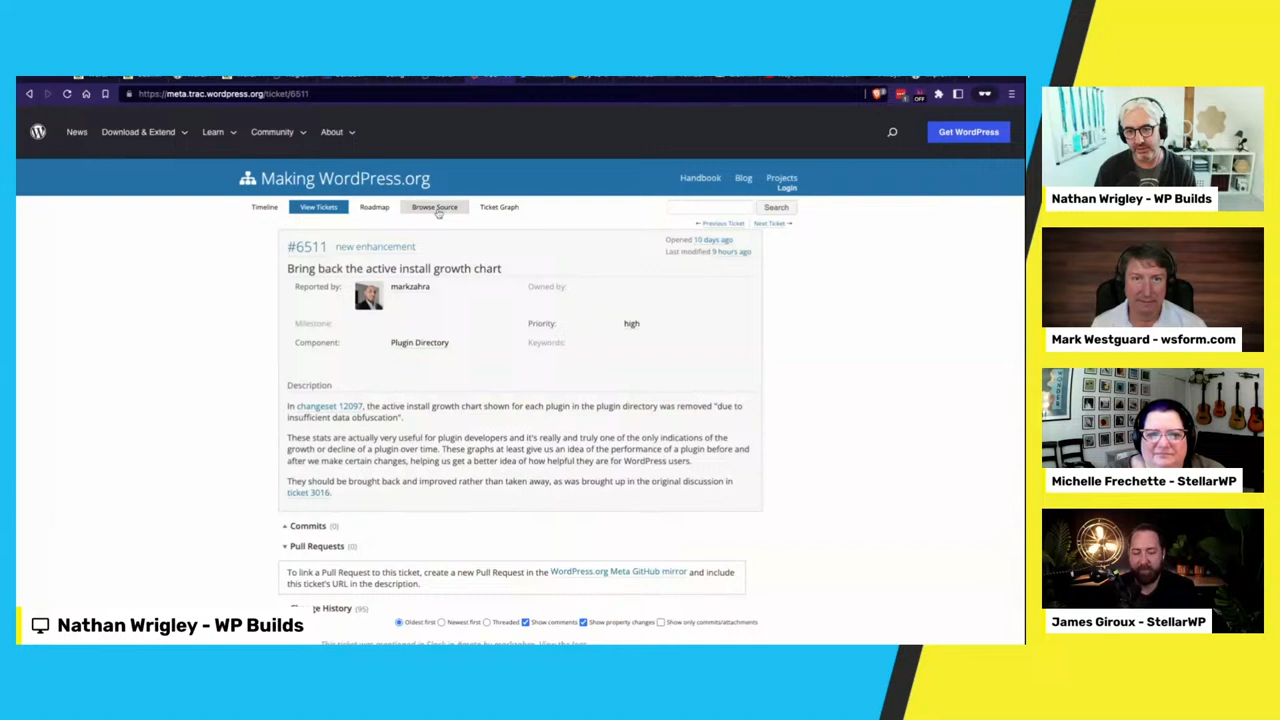 https://meta.trac.wordpress.org/ticket/6511
OFF
News Download & Extend Learn Community About
Get WordPress
Making WordPress.org
Handbook Blog Projects
Login
Timeline View Tickets Roadmap Browse Source Ticket Graph
Search
← Previous Ticket Next Ticket →
#6511 new enhancement
Opened 10 days ago
Last modified 9 hours ago
Bring back the active install growth chart
Reported by: markzahra Owned by:
Milestone: Priority: high
Component: Plugin Directory Keywords:
Description
In changeset 12097, the active install growth chart shown for each plugin in the plugin directory was removed "due to
insufficient data obfuscation".
These stats are actually very useful for plugin developers and it's really and truly one of the only indications of the
growth or decline of a plugin over time. These graphs at least give us an idea of the performance of a plugin before and
after we make certain changes, helping us get a better idea of how helpful they are for WordPress users.
They should be brought back and improved rather than taken away, as was brought up in the original discussion in
ticket 3016.
Commits (0)
Pull Requests (0)
To link a Pull Request to this ticket, create a new Pull Request in the WordPress.org Meta GitHub mirror and include
this ticket's URL in the description.
History (95)
Oldest first Newest first Threaded Show comments Show property changes Show only commits/attachments
Nathan Wrigley - WP Builds
Nathan Wrigley - WP Builds
Mark Westguard - wsform.com
Michelle Frechette - StellarWP
James Giroux - StellarWP